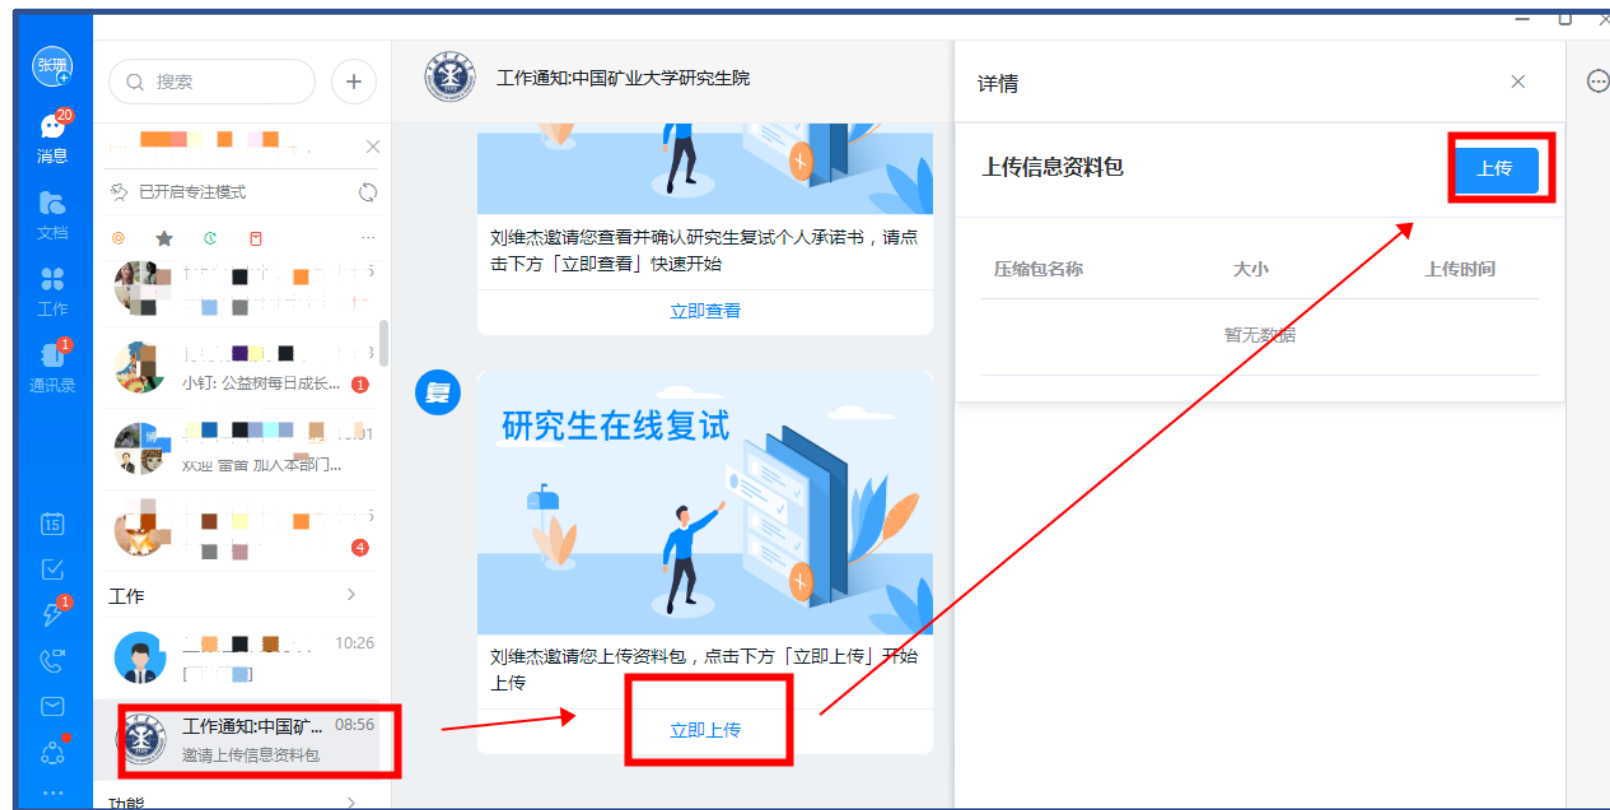 张珊
20
消息
文档
工作
1
通讯录
15
1
搜索
已开启专注模式
小钉: 公益树每日成长...
1
博
欢迎 雷苗 加入本部门...
4
工作
10:26
工作通知:中国矿...
08:56
邀请上传信息资料包
功能
工作通知:中国矿业大学研究生院
刘维杰邀请您查看并确认研究生复试个人承诺书，请点
击下方「立即查看」快速开始
立即查看
复
研究生在线复试
刘维杰邀请您上传资料包，点击下方「立即上传」开始
上传
立即上传
详情
上传信息资料包
上传
压缩包名称
大小
上传时间
暂无数据